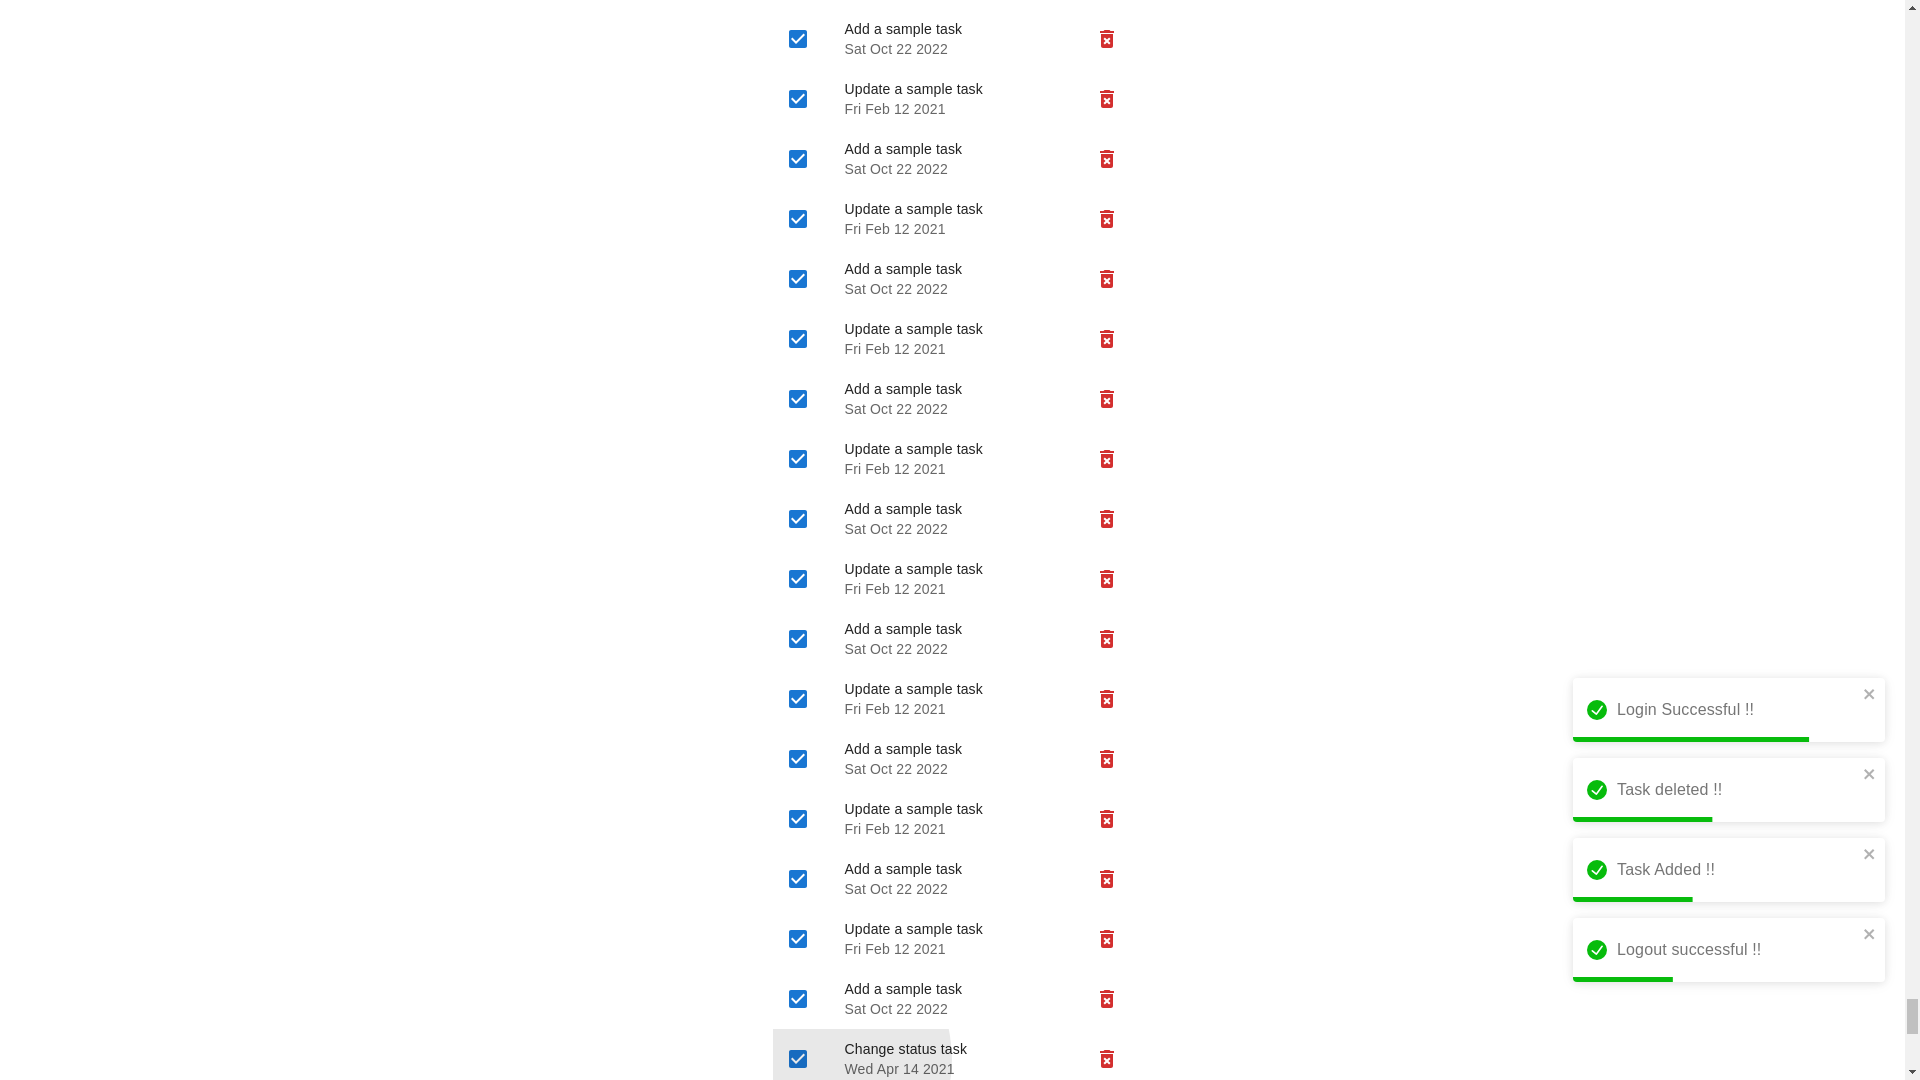 Add a sample task
Sat Oct 22 2022
Update a sample task
Fri Feb 12 2021
Add a sample task
Sat Oct 22 2022
Update a sample task
Fri Feb 12 2021
Add a sample task
Sat Oct 22 2022
Update a sample task
Fri Feb 12 2021
Add a sample task
Sat Oct 22 2022
Update a sample task
Fri Feb 12 2021
Add a sample task
Sat Oct 22 2022
Update a sample task
Fri Feb 12 2021
Add a sample task
Sat Oct 22 2022
Update a sample task
Fri Feb 12 2021
Add a sample task
Sat Oct 22 2022
Update a sample task
Fri Feb 12 2021
Add a sample task
Sat Oct 22 2022
Update a sample task
Fri Feb 12 2021
Add a sample task
Sat Oct 22 2022
Change status task
Wed Apr 14 2021
Login Successful !!
Task deleted !!
Task Added !!
Logout successful !!